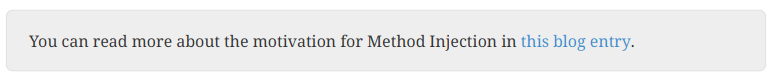 You can read more about the motivation for Method Injection in this blog entry.